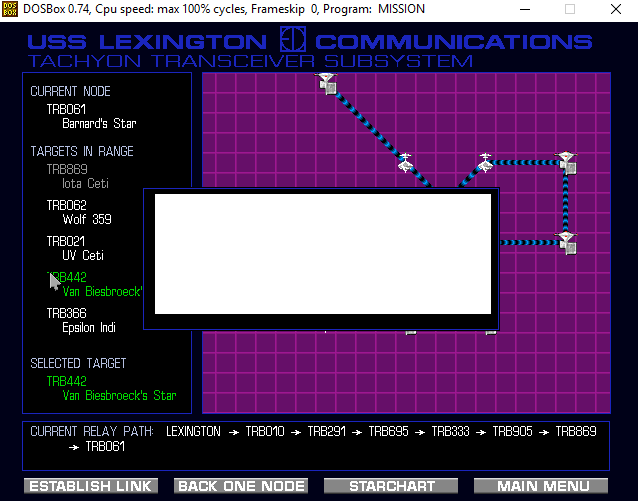 DOS BOX DOSBox 0.74, Cpu speed: max 100% cycles, Frameskip 0, Program: MISSION
USS LEXINGTON COMMUNICATIONS
TACHYON TRANSCEIVER SUBSYSTEM
CURRENT NODE
TRB061
Barnard's Star
TARGETS IN RANGE
TRB869
Iota Ceti
TRB062
Wolf 359
TRB021
UV Ceti
TRB442
Van Biesbroeck'
TRB366
Epsilon Indi
SELECTED TARGET
TRB442
Van Biesbroeck's Star
CURRENT RELAY PATH: LEXINGTON → TRB010 → TRB291 → TRB695 → TRB333 → TRB905 → TRB869
→ TRB061
ESTABLISH LINK BACK ONE NODE STARCHART MAIN MENU